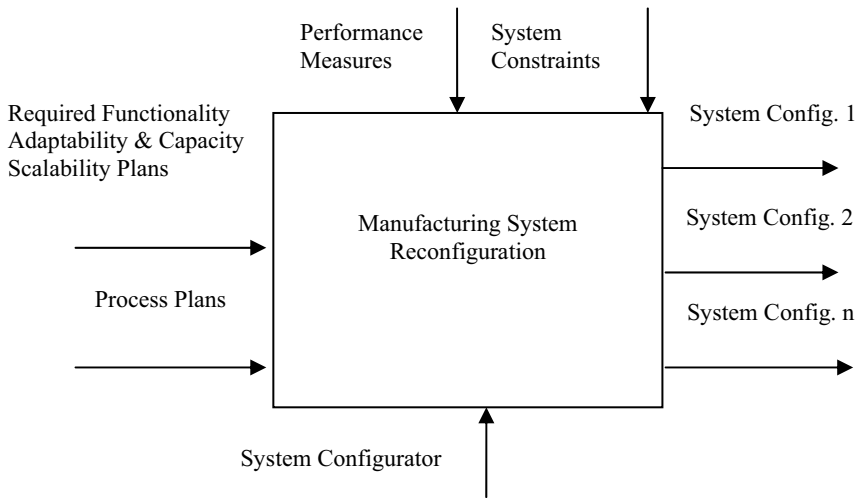 Performance
Measures
System
Constraints
Required Functionality
Adaptability & Capacity
Scalability Plans
System Config. 1
Manufacturing System
Reconfiguration
System Config. 2
Process Plans
System Config. n
System Configurator